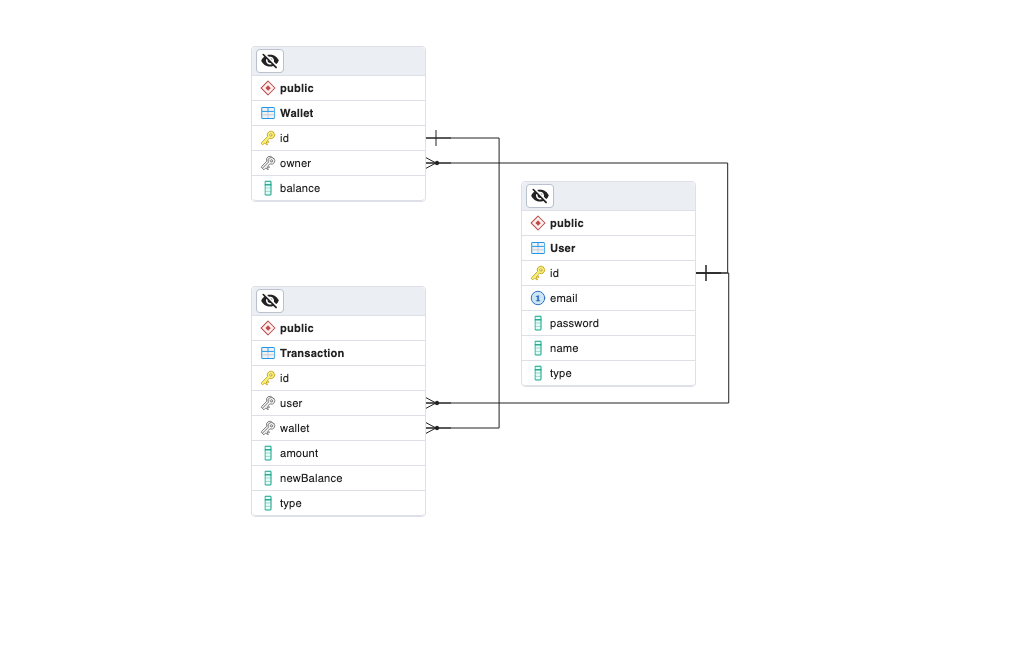 public
Wallet
id
owner
balance
public
User
id
1 email
password
name
type
public
Transaction
id
user
wallet
amount
newBalance
type